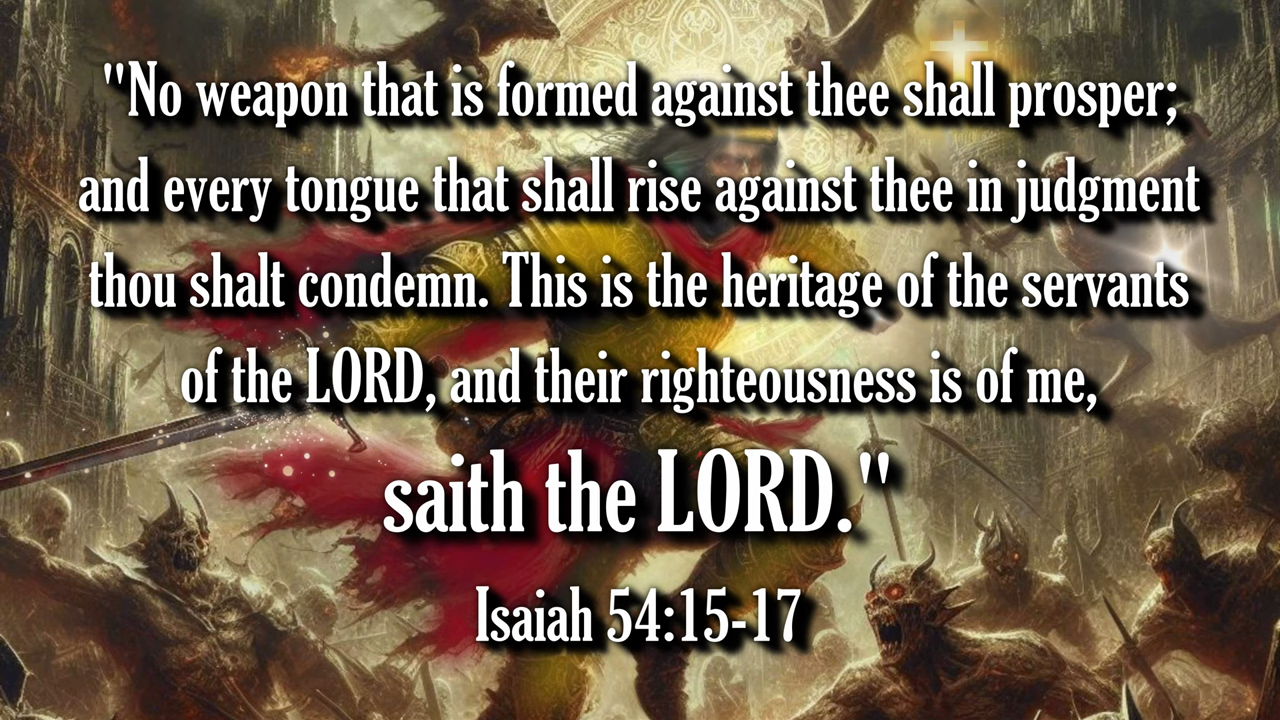 "No weapon that is formed against thee shall prosper;
and every tongue that shall rise against thee in judgment
thou shalt condemn. This is the heritage of the servants
of the LORD, and their righteousness is of me,
saith the LORD."
Isaiah 54:15-17